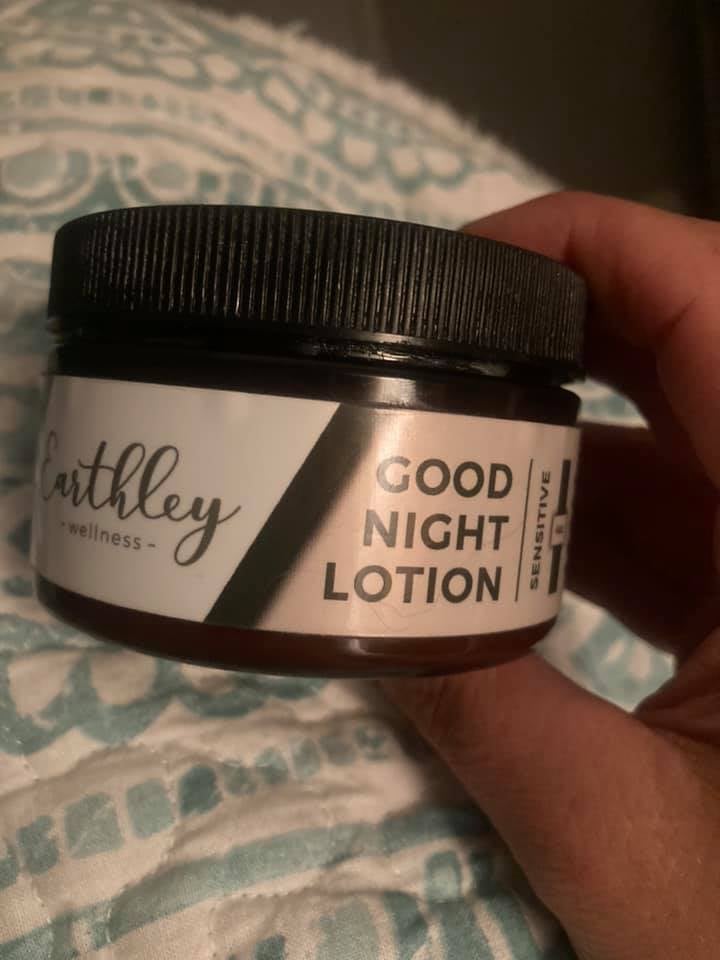 Earthley
- wellness -
GOOD
NIGHT
LOTION
SENSITIVE